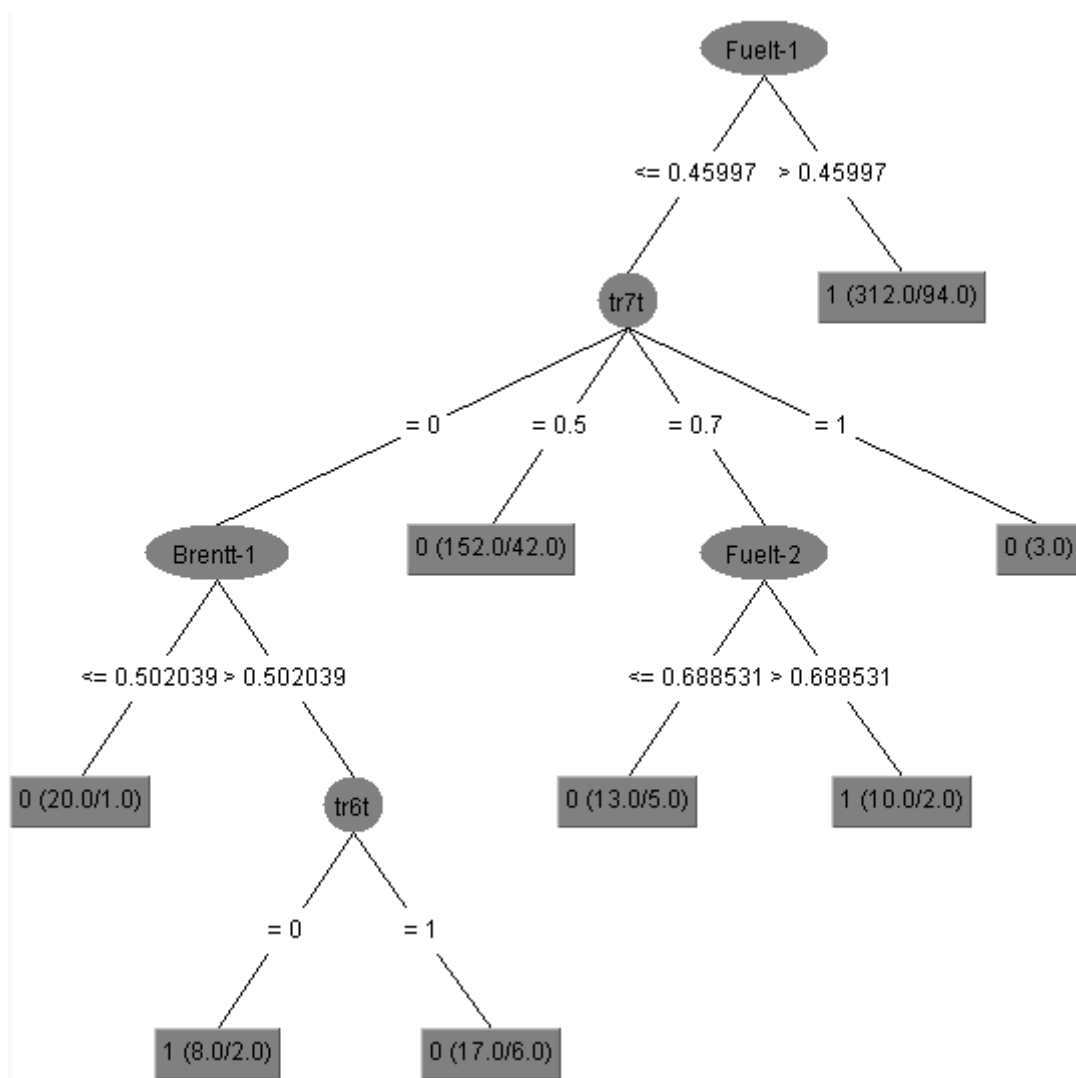 Fuelt-1
<= 0.45997 > 0.45997
tr7t
1 (312.0/94.0)
= 0 = 0.5 = 0.7 = 1
Brentt-1
0 (152.0/42.0)
Fuelt-2
0 (3.0)
<= 0.502039 > 0.502039
<= 0.688531 > 0.688531
0 (20.0/1.0)
tr6t
0 (13.0/5.0)
1 (10.0/2.0)
= 0 = 1
1 (8.0/2.0)
0 (17.0/6.0)